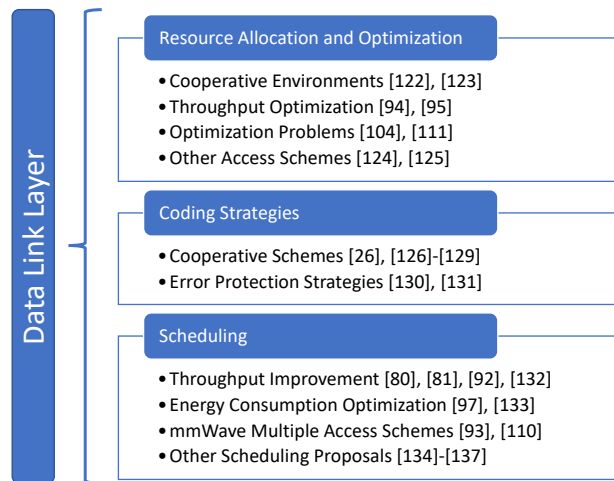 Data Link Layer
Resource Allocation and Optimization
•Cooperative Environments [122], [123]
•Throughput Optimization [94], [95]
•Optimization Problems [104], [111]
•Other Access Schemes [124], [125]
Coding Strategies
•Cooperative Schemes [26], [126]-[129]
•Error Protection Strategies [130], [131]
Scheduling
•Throughput Improvement [80], [81], [92], [132]
•Energy Consumption Optimization [97], [133]
•mmWave Multiple Access Schemes [93], [110]
•Other Scheduling Proposals [134]-[137]